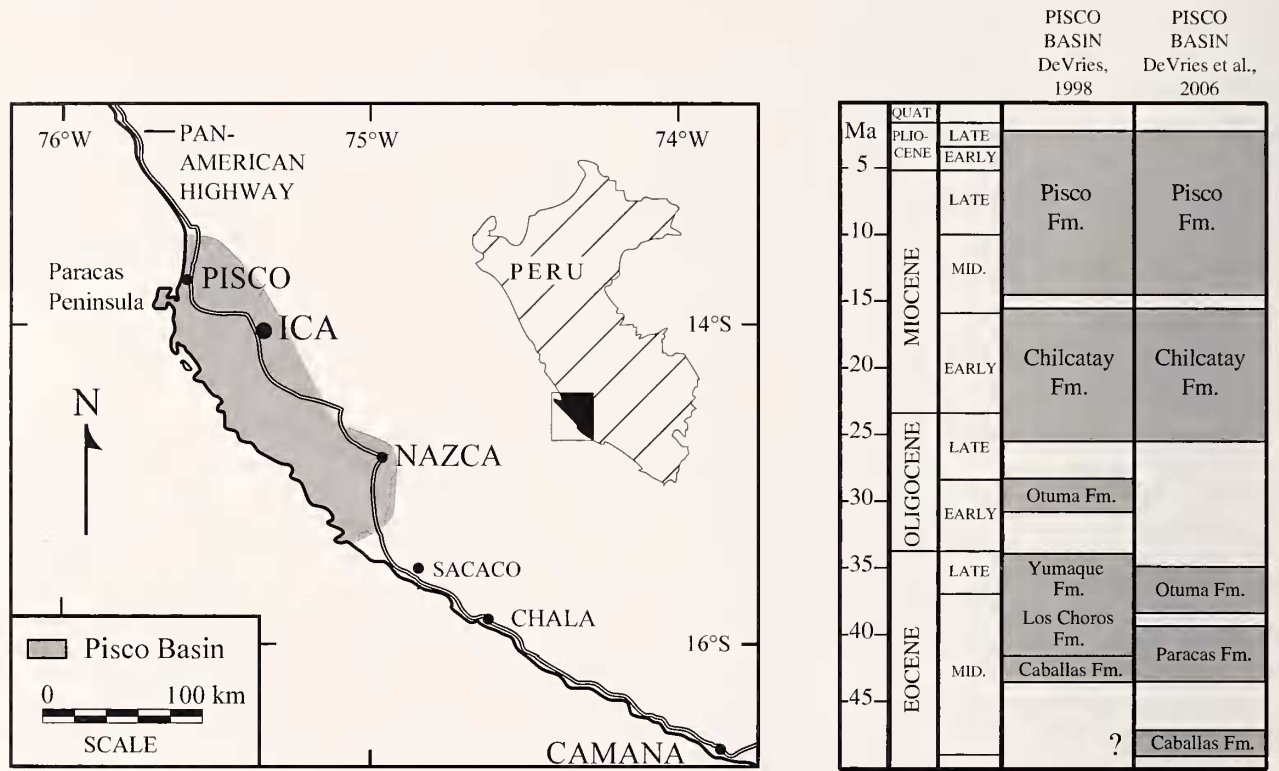 76°W
75°W
74°W
PAN-
AMERICAN
HIGHWAY
Paracas
Peninsula
PISCO
ICA
PERU
14°S
N
NAZCA
SACACO
CHALA
16°S
CAMANA
Pisco Basin
0 100 km
SCALE
PISCO
BASIN
DeVries,
1998
PISCO
BASIN
DeVries et al.,
2006
Ma
5
10
15
20
25
30
35
40
45
QUAT
PLIO-
CENE
MIOCENE
OLIGOCENE
EOCENE
LATE
EARLY
LATE
MID.
EARLY
LATE
EARLY
LATE
MID.
Pisco
Fm.
Chilcatay
Fm.
Otuma Fm.
Yumaque
Fm.
Los Choros
Fm.
Caballas Fm.
?
Pisco
Fm.
Chilcatay
Fm.
Otuma Fm.
Paracas Fm.
Caballas Fm.